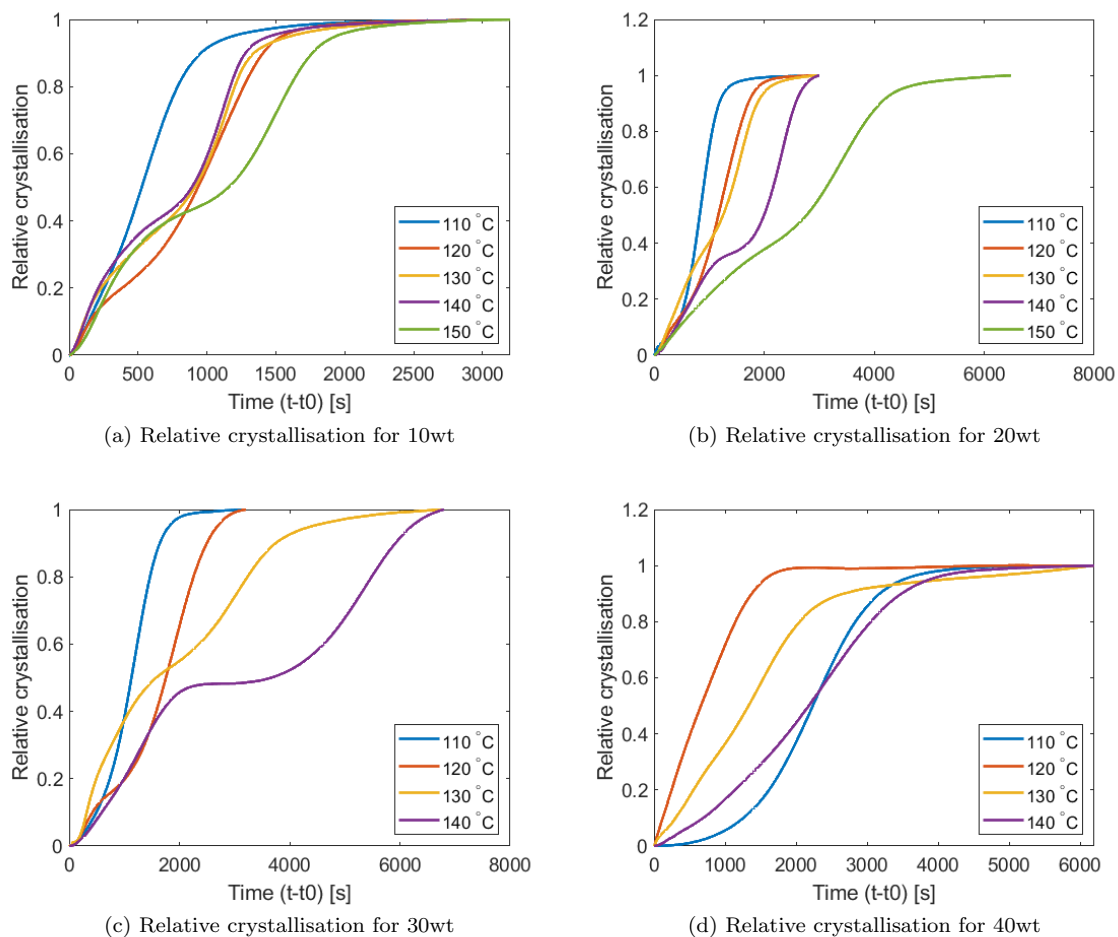 1
0.8
0.6
0.4
0.2
0
Relative crystallisation
110 °C
120 °C
130 °C
140 °C
150 °C
0 500 1000 1500 2000 2500 3000
Time (t-t0) [s]
(a) Relative crystallisation for 10wt
1.2
1
0.8
0.6
0.4
0.2
0
Relative crystallisation
110 °C
120 °C
130 °C
140 °C
150 °C
0 2000 4000 6000 8000
Time (t-t0) [s]
(b) Relative crystallisation for 20wt
1
0.8
0.6
0.4
0.2
0
Relative crystallisation
110 °C
120 °C
130 °C
140 °C
0 2000 4000 6000 8000
Time (t-t0) [s]
(c) Relative crystallisation for 30wt
1.2
1
0.8
0.6
0.4
0.2
0
Relative crystallisation
110 °C
120 °C
130 °C
140 °C
0 1000 2000 3000 4000 5000 6000
Time (t-t0) [s]
(d) Relative crystallisation for 40wt